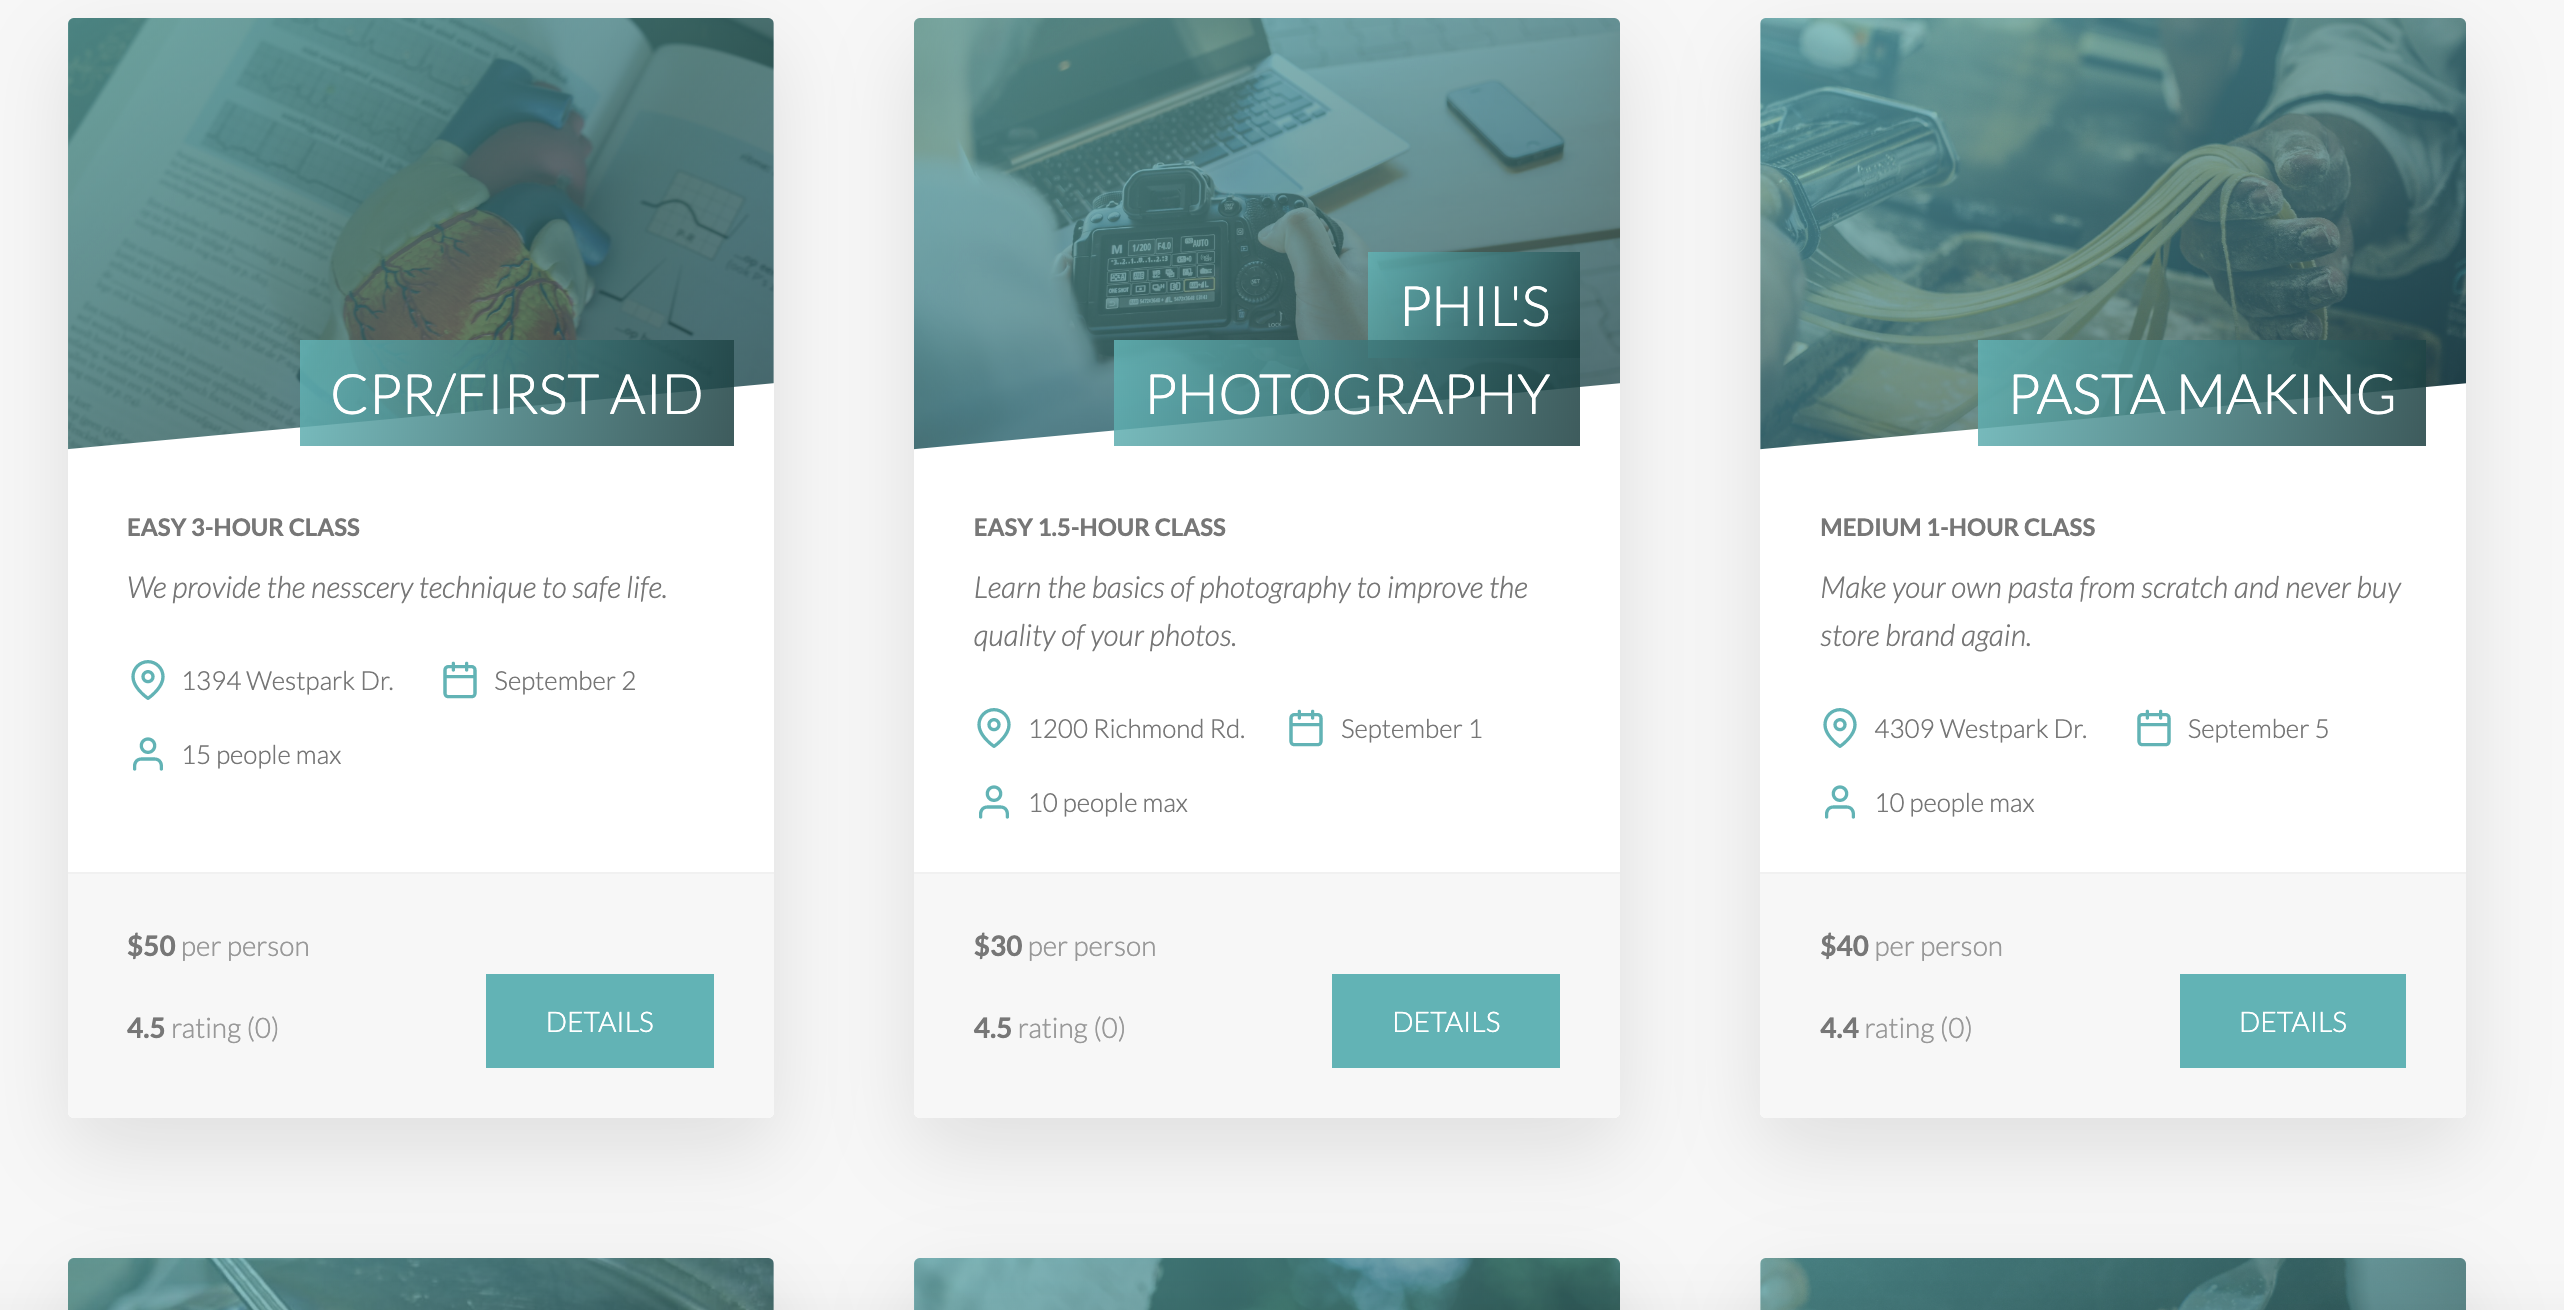 CPR/FIRST AID
EASY 3-HOUR CLASS
We provide the nesscery technique to safe life.
1394 Westpark Dr.
September 2
15 people max
$50 per person
4.5 rating (0)
DETAILS
M 1/200 F4.0 AUTO
PHIL'S
PHOTOGRAPHY
EASY 1.5-HOUR CLASS
Learn the basics of photography to improve the
quality of your photos.
1200 Richmond Rd.
September 1
10 people max
$30 per person
4.5 rating (0)
DETAILS
PASTA MAKING
MEDIUM 1-HOUR CLASS
Make your own pasta from scratch and never buy
store brand again.
4309 Westpark Dr.
September 5
10 people max
$40 per person
4.4 rating (0)
DETAILS